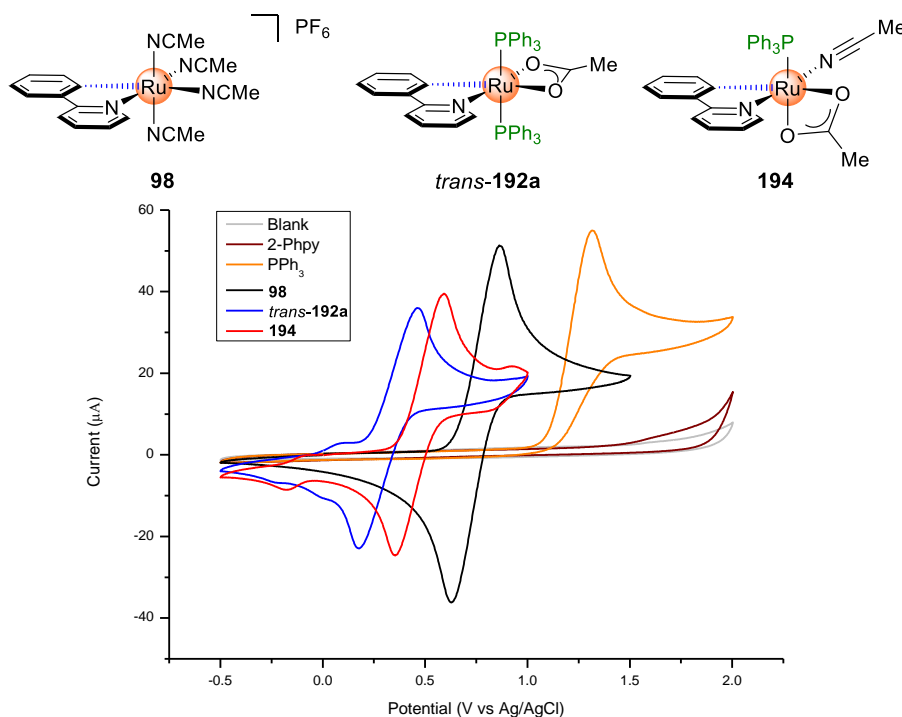 PF6
NCMe
NCMe
NCMe
NCMe
Ru
N
98
PPh3
O
Me
Ru
N
O
PPh3
trans-192a
Me
Ph3P
N
Ru
N
O
O
Me
194
60
40
20
0
-20
-40
Current (µA)
Blank
2-Phpy
PPh3
98
trans-192a
194
-0.5
0.0
0.5
1.0
1.5
2.0
Potential (V vs Ag/AgCl)